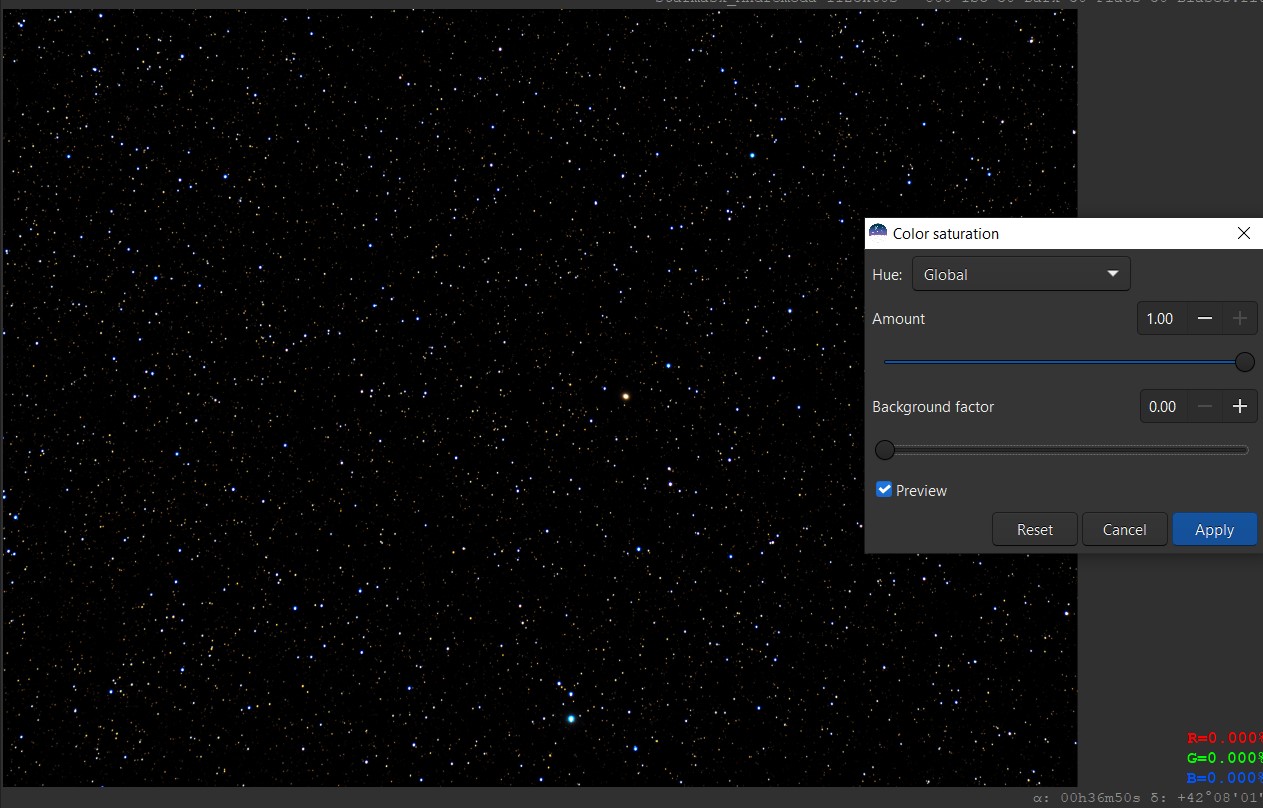 Color saturation
Hue: Global
Amount 1.00
Background factor 0.00
Preview
Reset Cancel Apply
R=0.000%
G=0.000%
B=0.000%
α: 00h36m50s δ: +42°08'01"